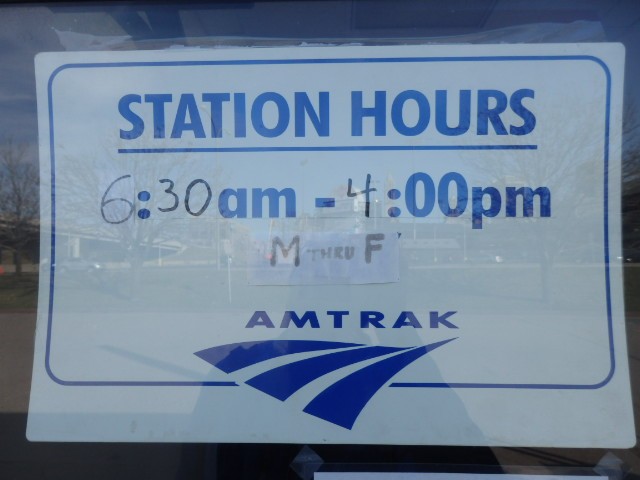 STATION HOURS
6:30am - 4:00pm
M THRU F
AMTRAK